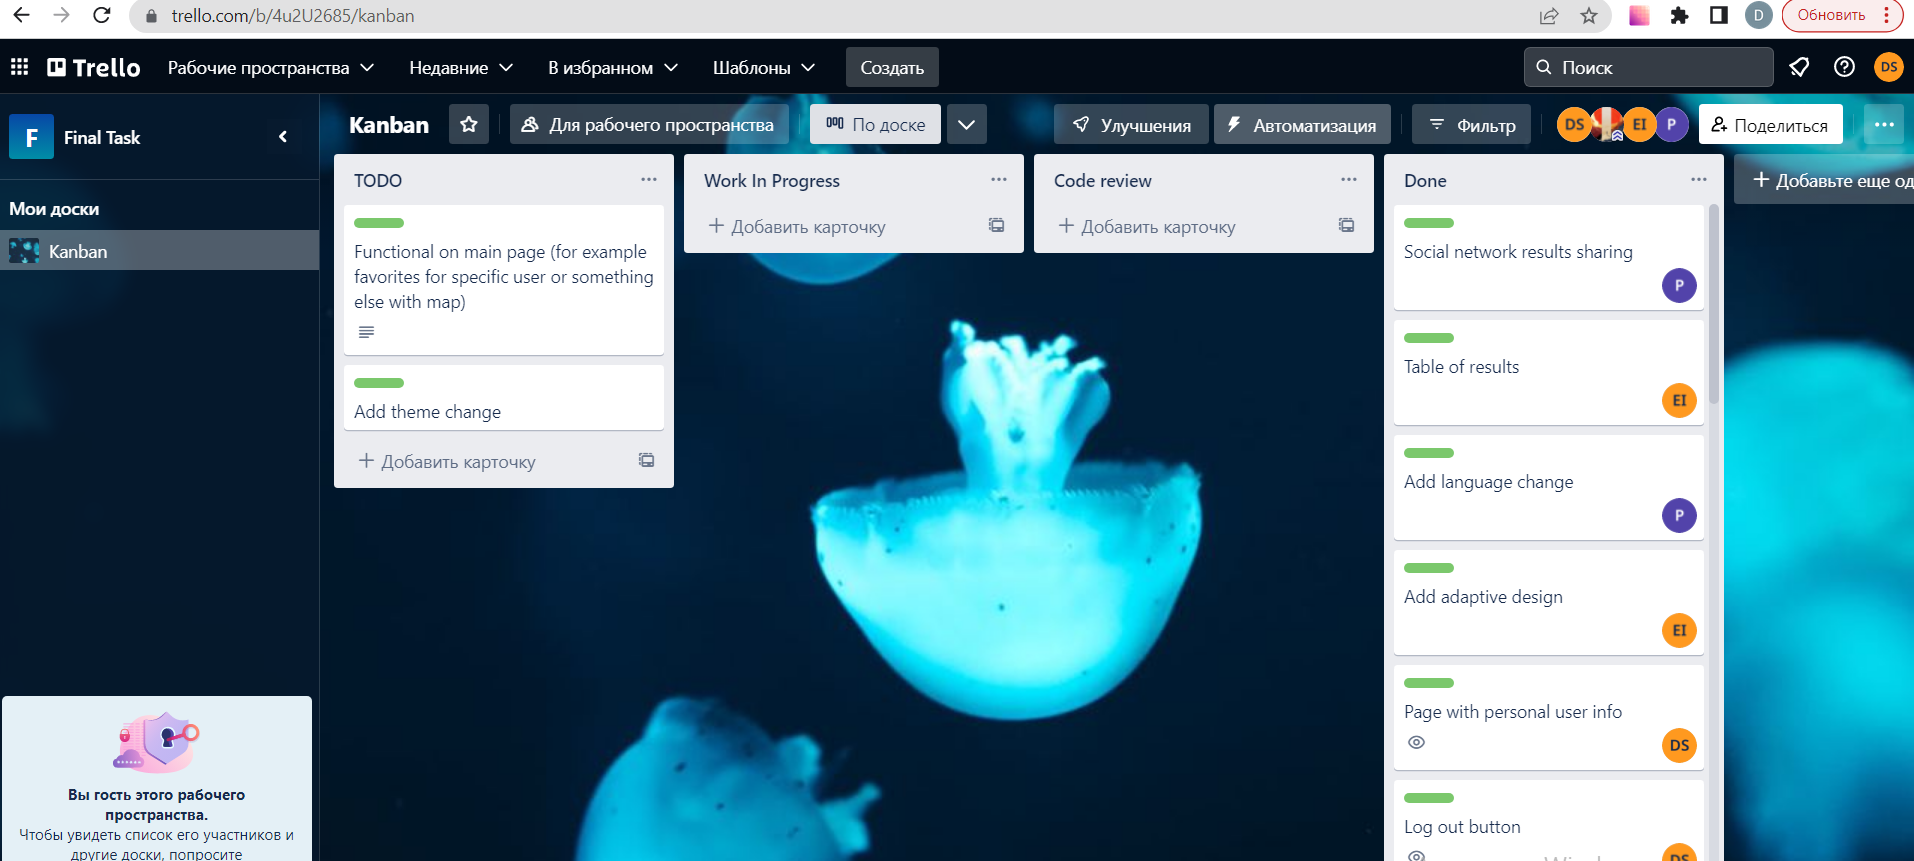 trello.com/b/4u2U2685/kanban
D
Обновить
Trello
Рабочие пространства
Недавние
В избранном
Шаблоны
Создать
Поиск
DS
F
Final Task
Мои доски
Kanban
Вы гость этого рабочего
пространства.
Чтобы увидеть список его участников и
другие доски, попросите
Kanban
Для рабочего пространства
По доске
Улучшения
Автоматизация
Фильтр
DS
EI
P
Поделиться
TODO
Functional on main page (for example
favorites for specific user or something
else with map)
Add theme change
+ Добавить карточку
Work In Progress
+ Добавить карточку
Code review
+ Добавить карточку
Done
Social network results sharing
P
Table of results
EI
Add language change
P
Add adaptive design
EI
Page with personal user info
DS
Log out button
DS
+ Добавьте еще од